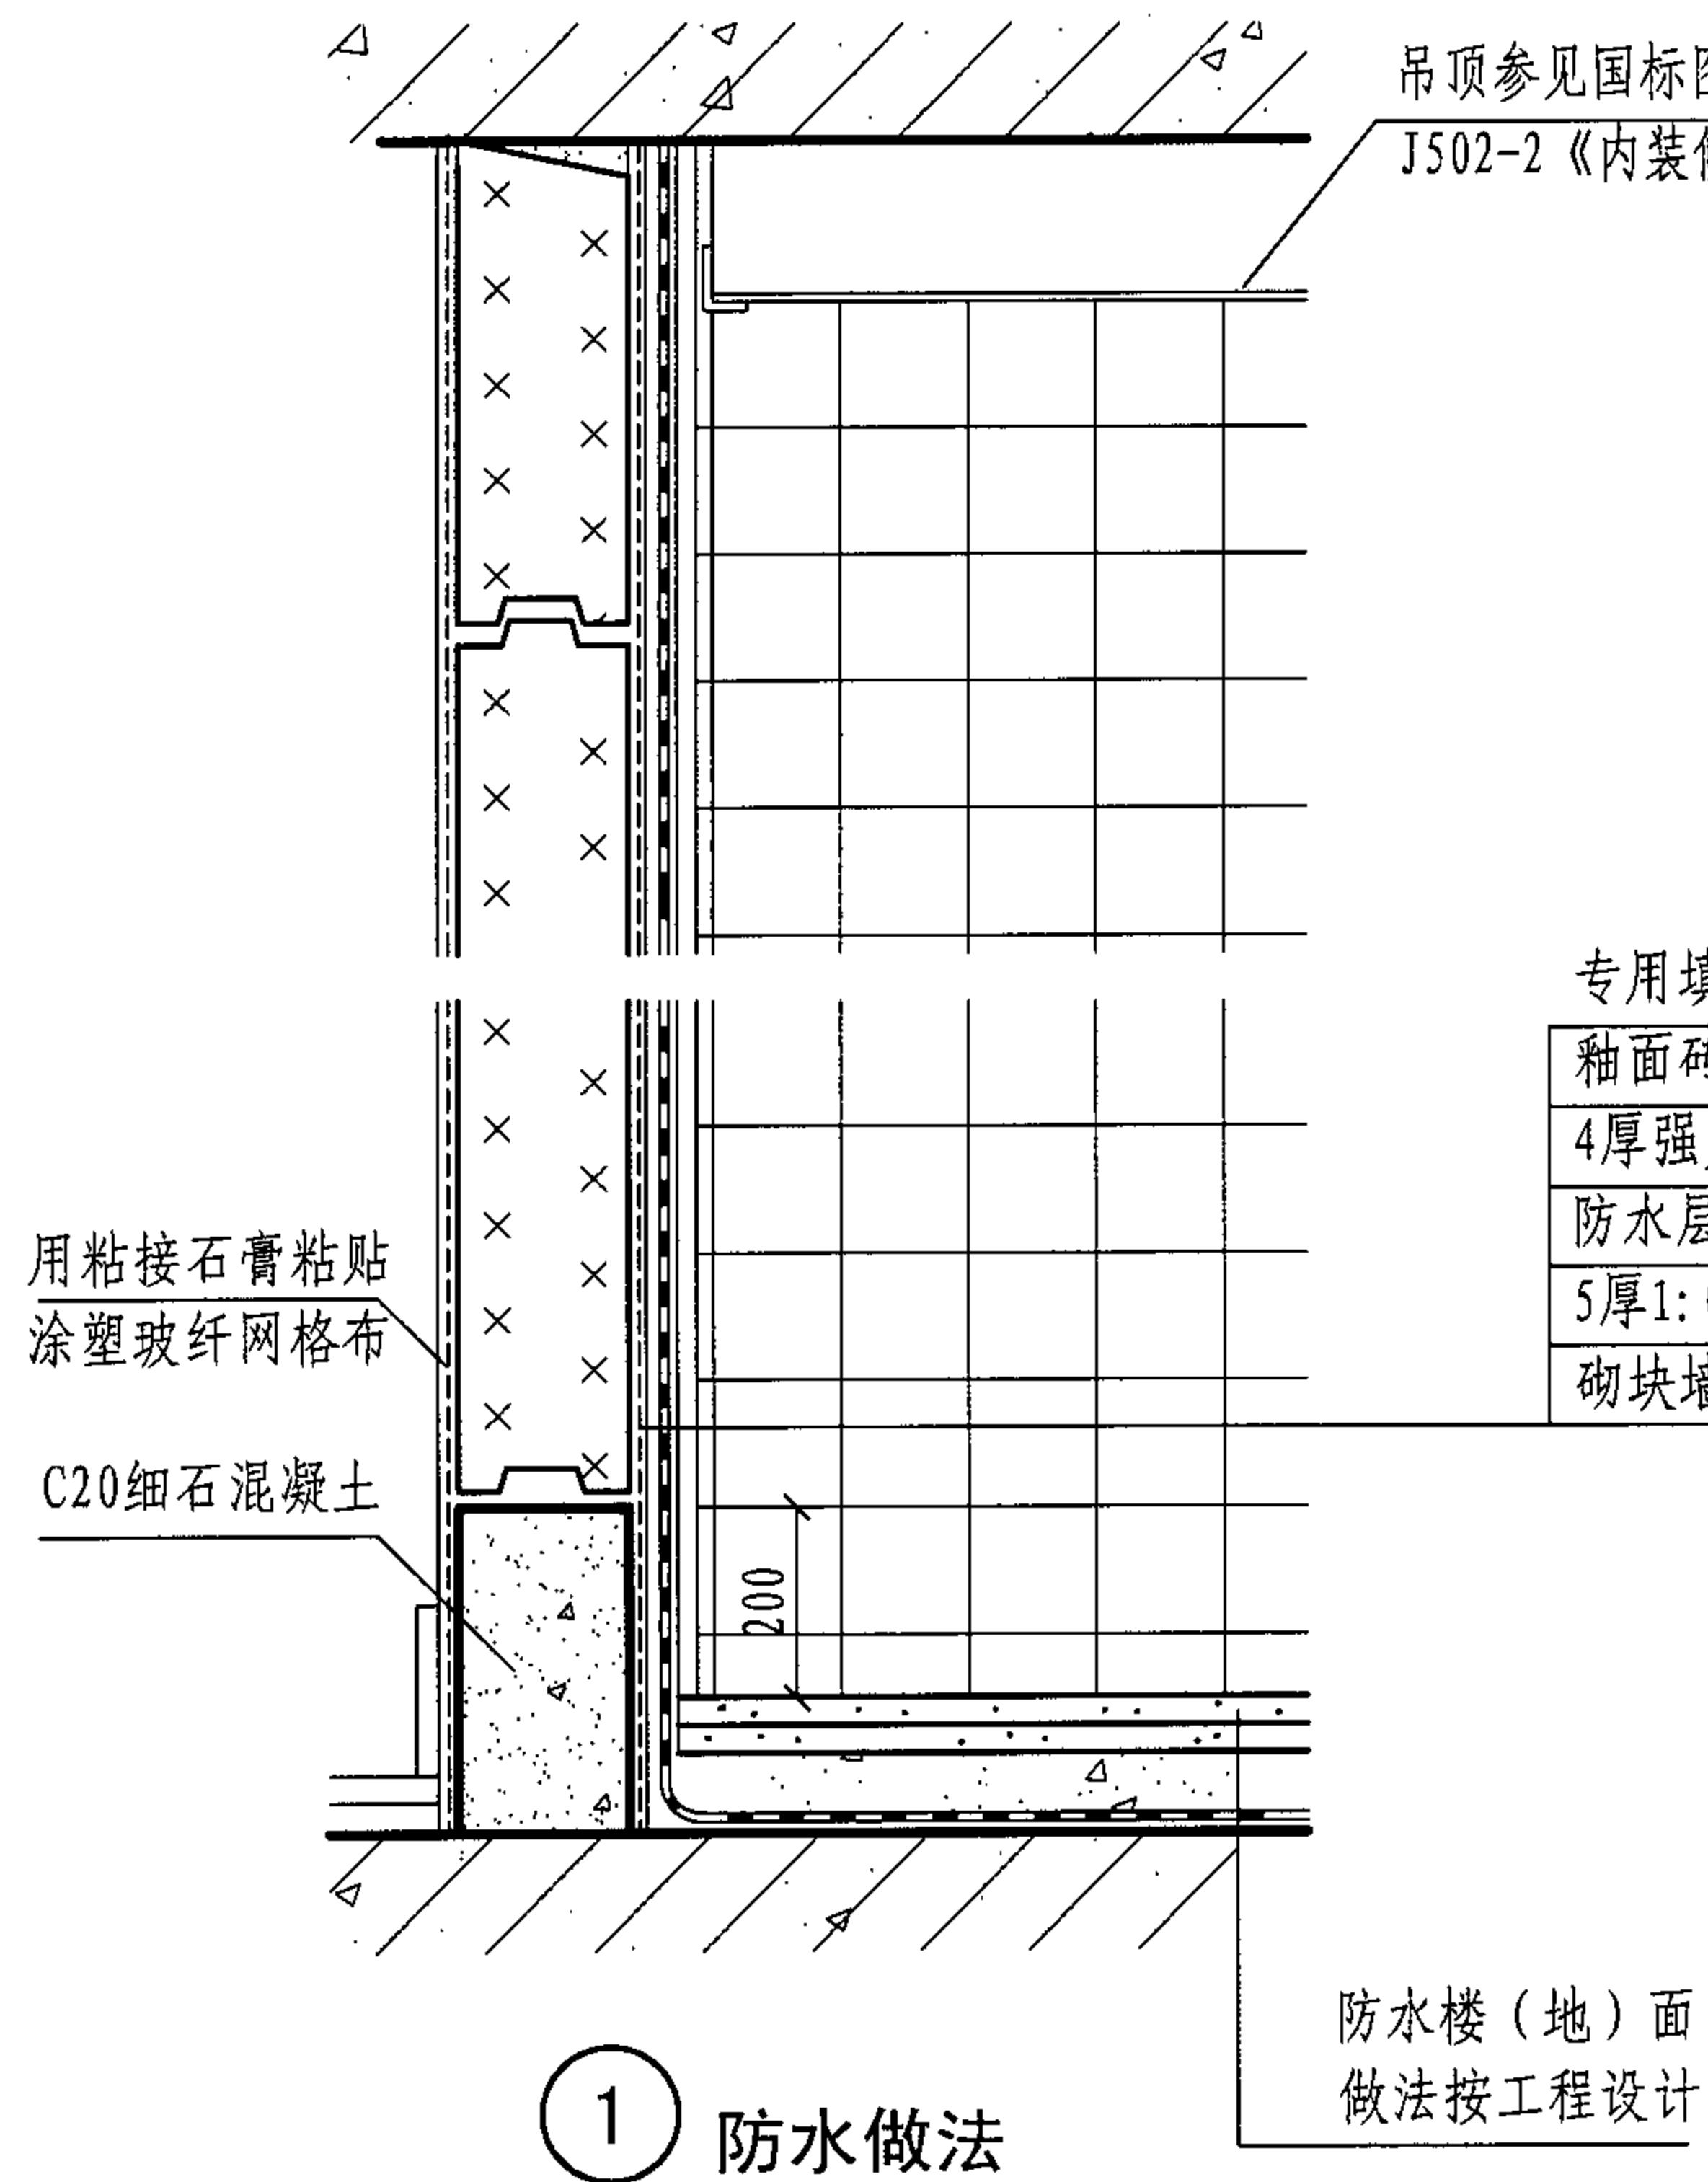 吊顶参见国标
J502-2《内装
专用填
釉面砖
4厚强
防水层
5厚1:
砌块墙
用粘接石膏粘贴
涂塑玻纤网格布
C20细石混凝土
200
防水楼（地）面
做法按工程设计
1 防水做法